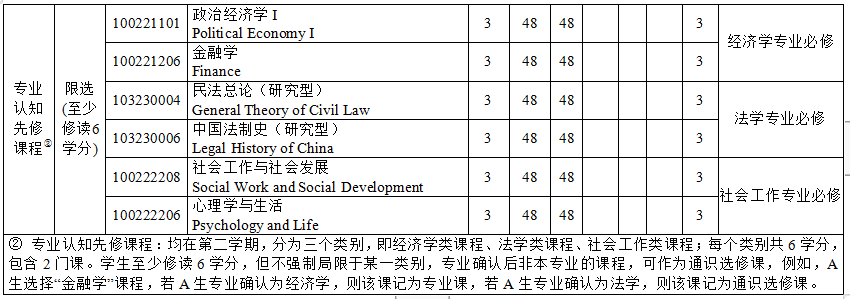 专业
认知
先修
课程②
限选
(至少
修读6
学分)
100221101 政治经济学 I
Political Economy I 3 48 48 3
100221206 金融学
Finance 3 48 48 3
经济学专业必修
103230004 民法总论（研究型）
General Theory of Civil Law 3 48 48 3
103230006 中国法制史（研究型）
Legal History of China 3 48 48 3
法学专业必修
100222208 社会工作与社会发展
Social Work and Social Development 3 48 48 3
100222206 心理学与生活
Psychology and Life 3 48 48 3
社会工作专业必修
② 专业认知先修课程：均在第二学期，分为三个类别，即经济学类课程、法学类课程、社会工作类课程；每个类别共 6 学分，
包含 2 门课。学生至少修读 6 学分，但不强制局限于某一类别，专业确认后非本专业的课程，可作为通识选修课，例如，A
生选择“金融学”课程，若 A 生专业确认为经济学，则该课记为专业课，若 A 生专业确认为法学，则该课记为通识选修课。